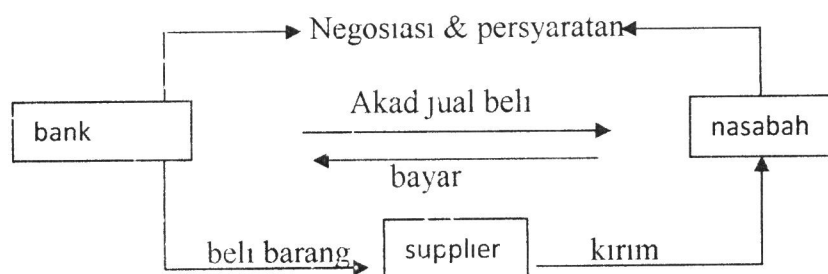 Negosiasi & persyaratan
Akad jual beli
bank
nasabah
bayar
beli barang
supplier
kirim